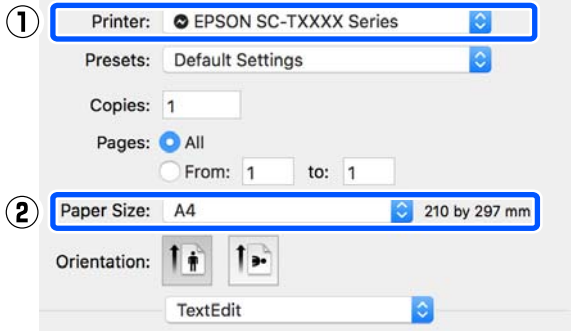 ① Printer: EPSON SC-TXXXX Series
Presets: Default Settings
Copies: 1
Pages: All
From: 1 to: 1
② Paper Size: A4 210 by 297 mm
Orientation:
TextEdit